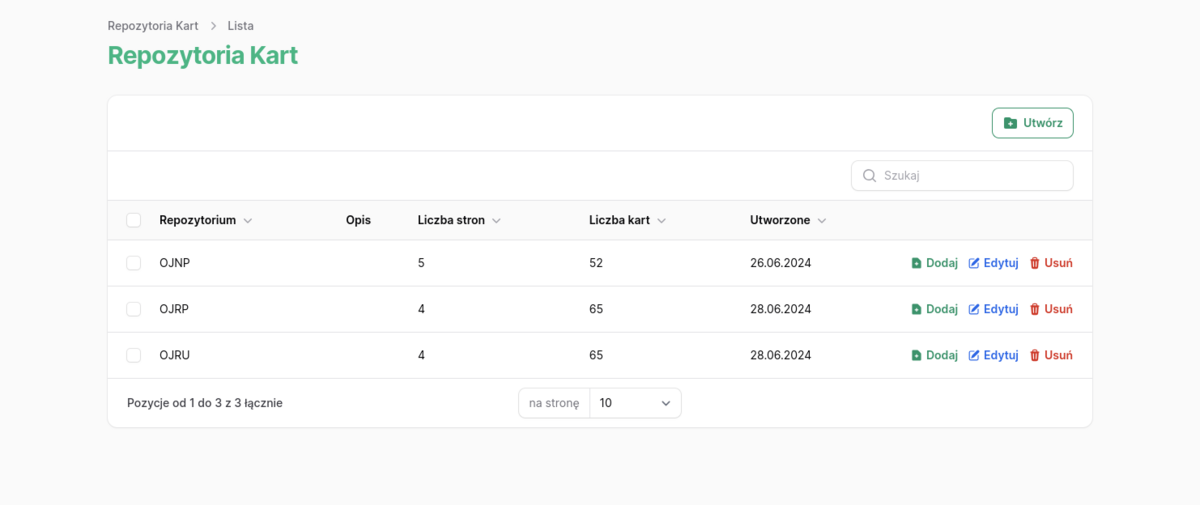 Repozytoria Kart > Lista
Repozytoria Kart
Utwórz
Szukaj
Repozytorium Opis Liczba stron Liczba kart Utworzone
OJNP 5 52 26.06.2024 Dodaj Edytuj Usuń
OJRP 4 65 28.06.2024 Dodaj Edytuj Usuń
OJRU 4 65 28.06.2024 Dodaj Edytuj Usuń
Pozycje od 1 do 3 z 3 łącznie na stronę 10